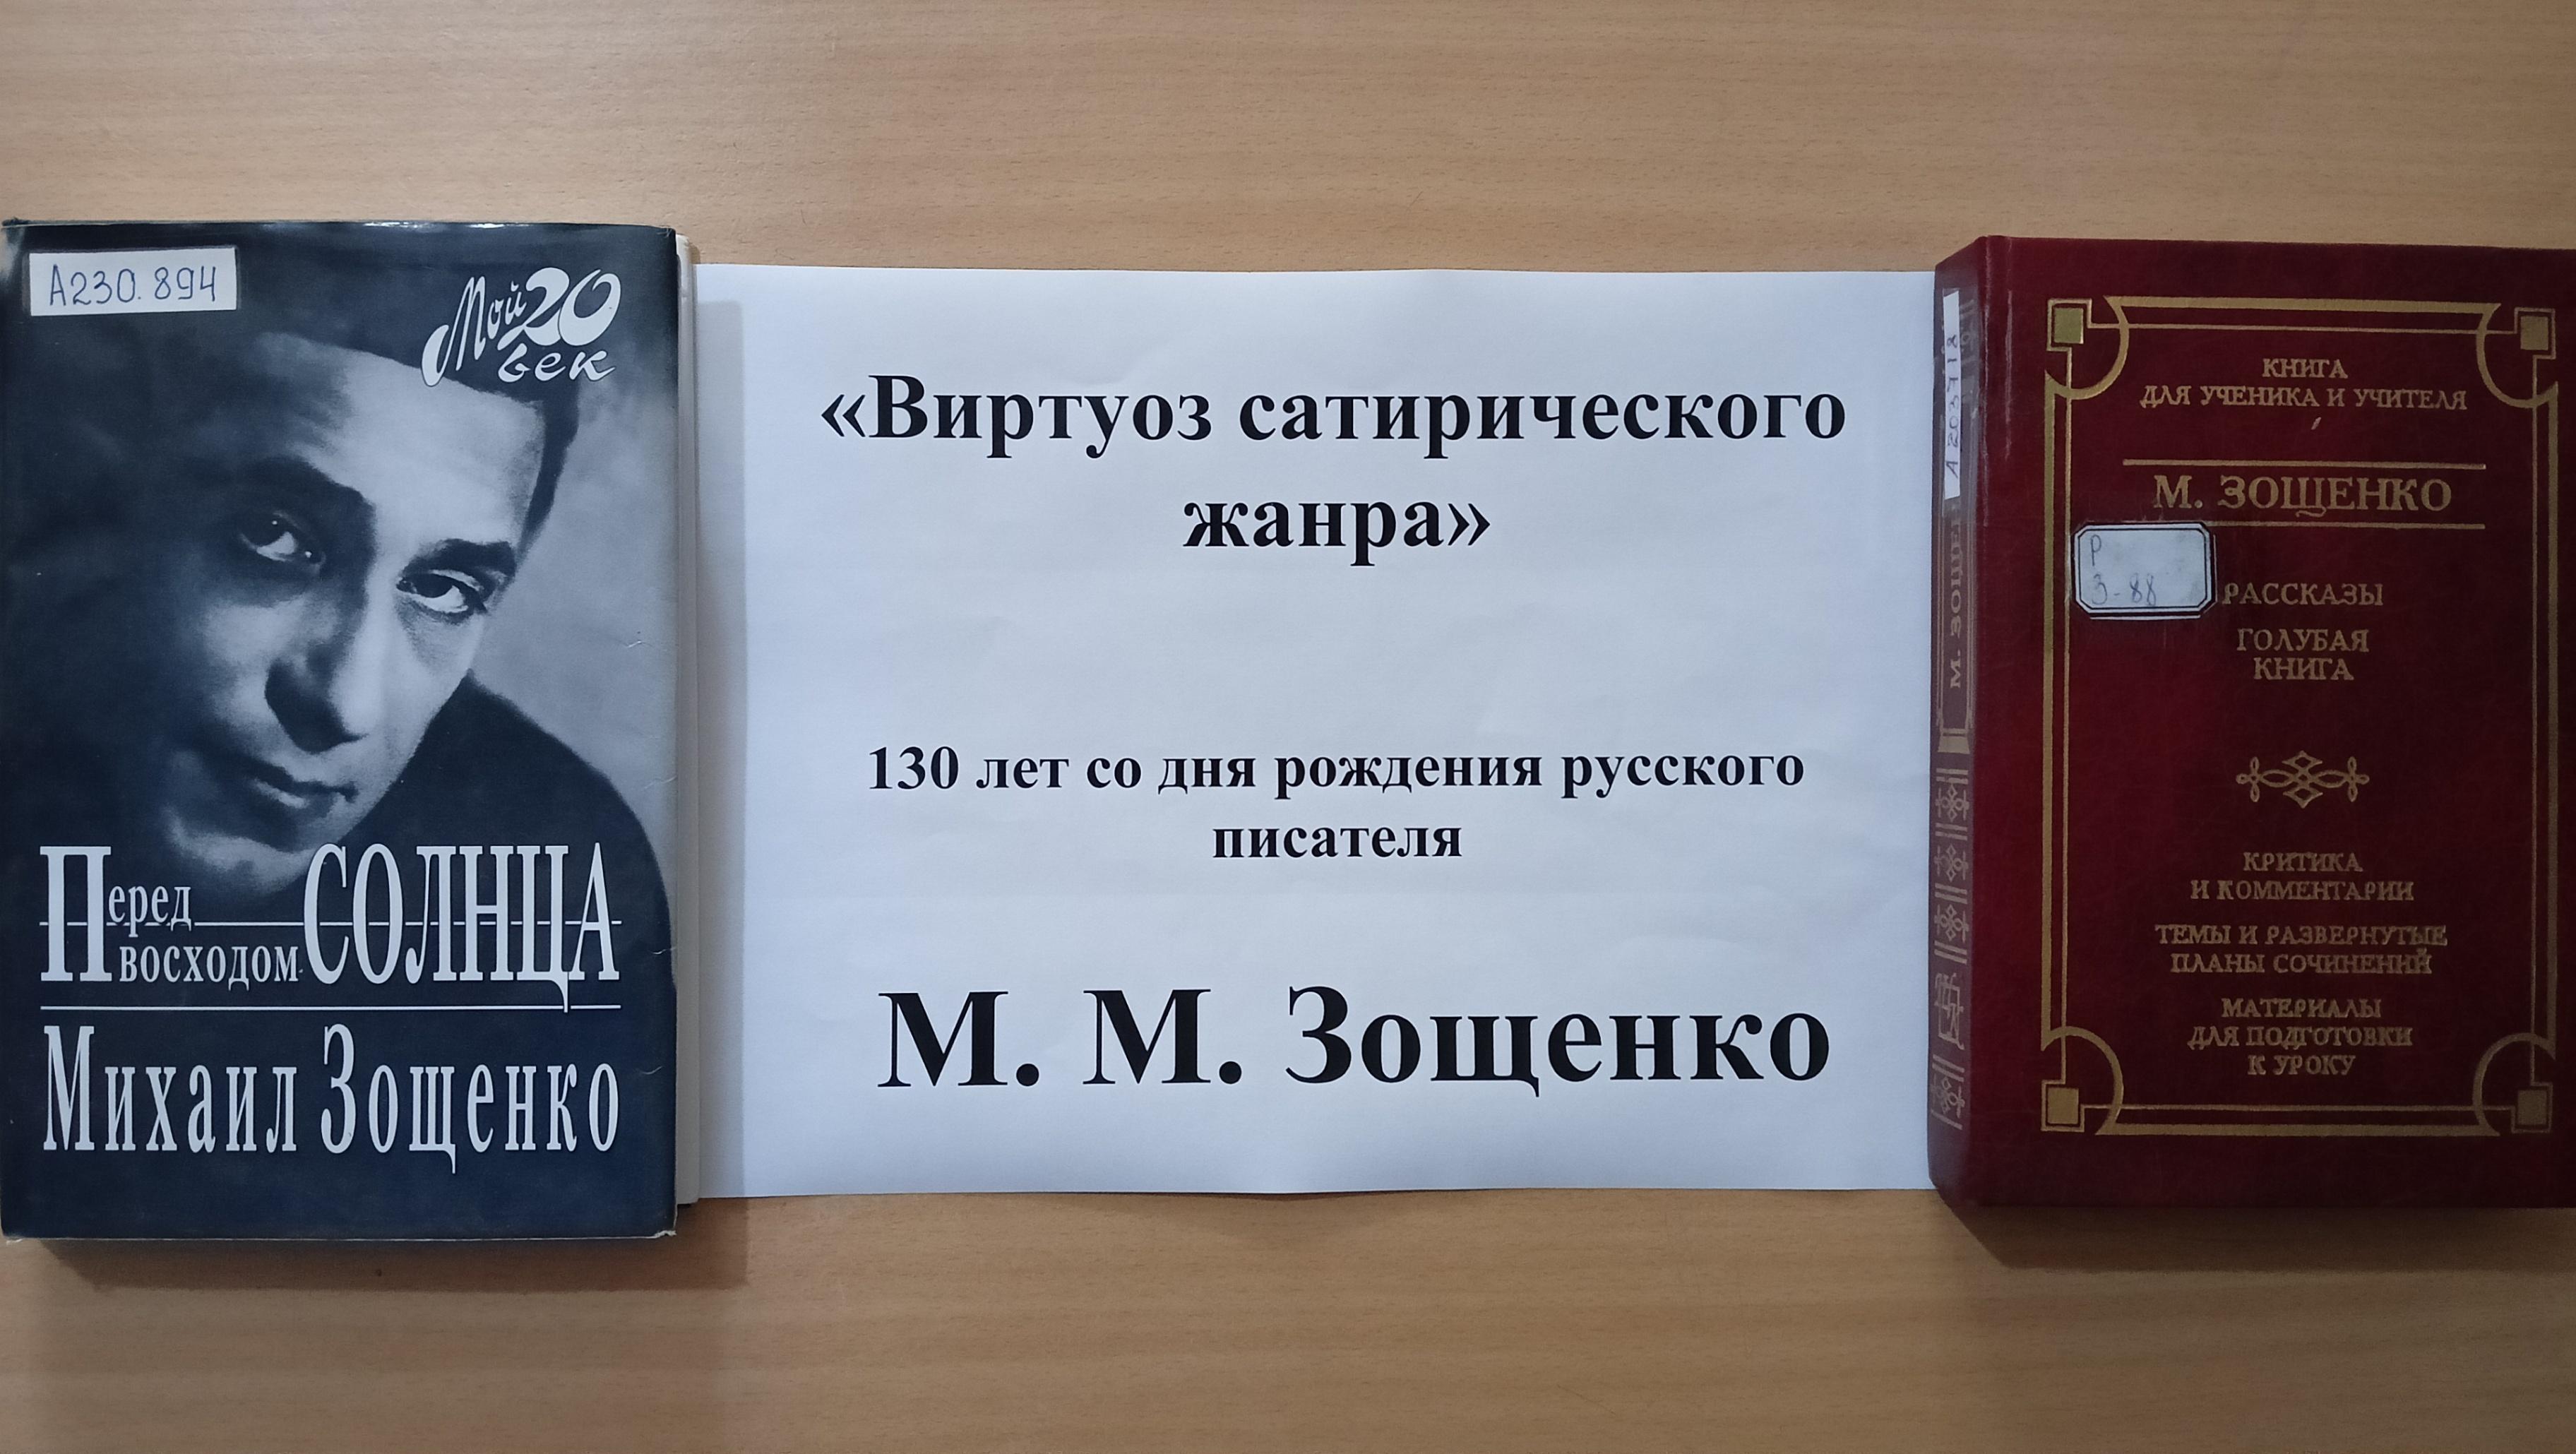 А230.894
Мой 20
век
Перед
восходом СОЛНЦА
Михаил Зощенко
«Виртуоз сатирического
жанра»
130 лет со дня рождения русского
писателя
М. М. Зощенко
М. ЗОЩЕН
КНИГА
ДЛЯ УЧЕНИКА И УЧИТЕЛЯ
М. ЗОЩЕНКО
Р
З-88
РАССКАЗЫ
ГОЛУБАЯ
КНИГА
КРИТИКА
И КОММЕНТАРИИ
ТЕМЫ И РАЗВЕРНУТЫЕ
ПЛАНЫ СОЧИНЕНИЙ
МАТЕРИАЛЫ
ДЛЯ ПОДГОТОВКИ
К УРОКУ